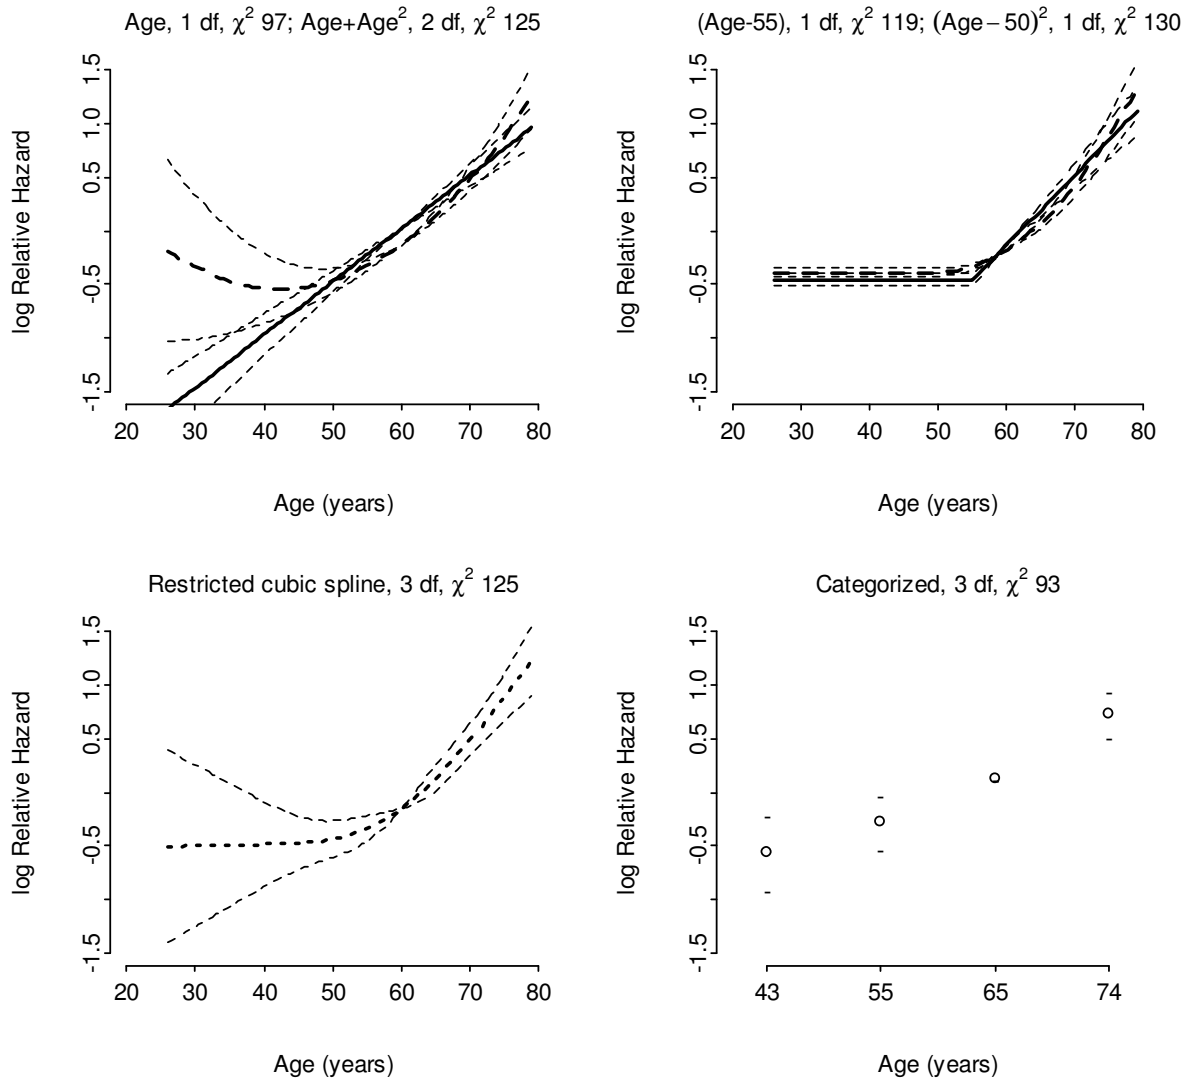 Age, 1 df, χ² 97; Age+Age², 2 df, χ² 125
log Relative Hazard
1.5
1.0
0.5
-0.5
-1.5
20 30 40 50 60 70 80
Age (years)
(Age-55), 1 df, χ² 119; (Age − 50)², 1 df, χ² 130
log Relative Hazard
1.5
1.0
0.5
-0.5
-1.5
20 30 40 50 60 70 80
Age (years)
Restricted cubic spline, 3 df, χ² 125
log Relative Hazard
1.5
1.0
0.5
-0.5
-1.5
20 30 40 50 60 70 80
Age (years)
Categorized, 3 df, χ² 93
log Relative Hazard
1.5
1.0
0.5
-0.5
-1.5
43 55 65 74
Age (years)